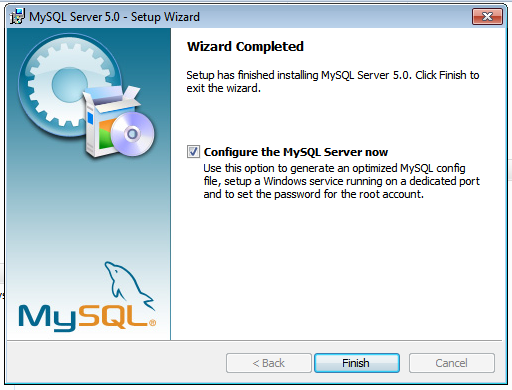 MySQL Server 5.0 - Setup Wizard
Wizard Completed
Setup has finished installing MySQL Server 5.0. Click Finish to
exit the wizard.
Configure the MySQL Server now
Use this option to generate an optimized MySQL config
file, setup a Windows service running on a dedicated port
and to set the password for the root account.
MySQL®
< Back
Finish
Cancel